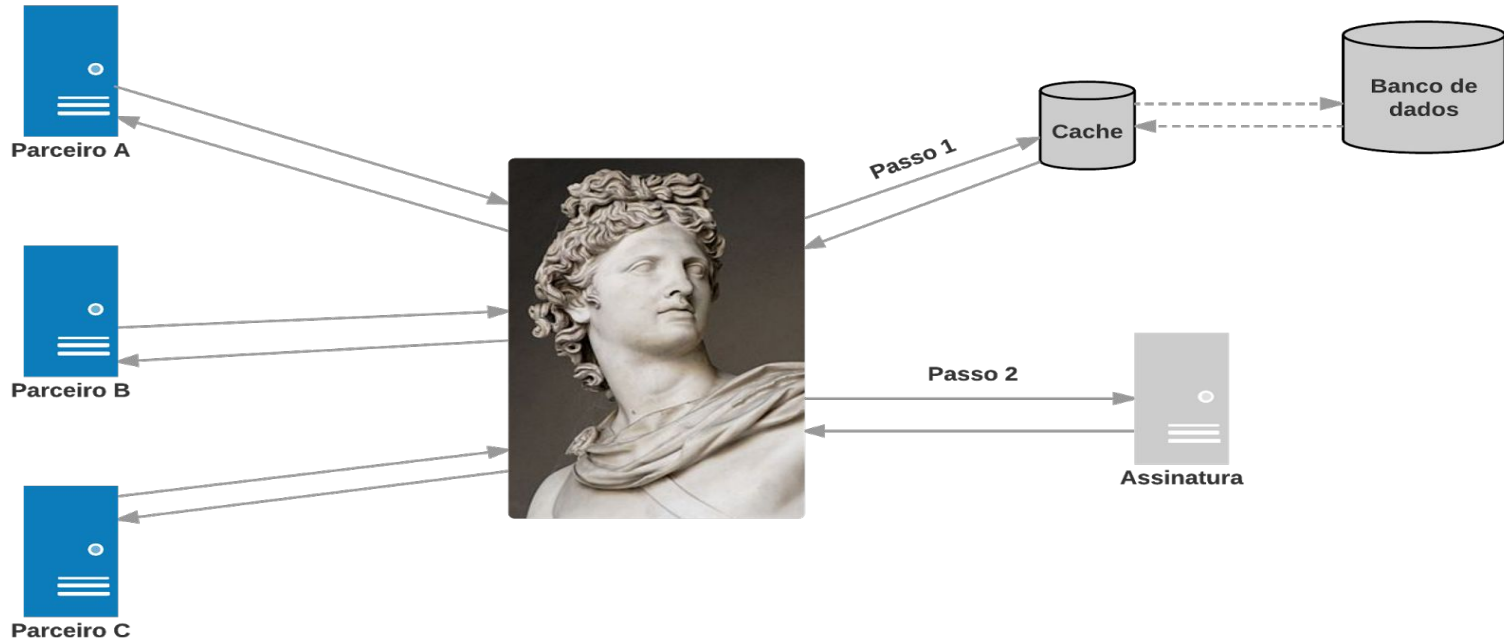 Parceiro A
Parceiro B
Parceiro C
Passo 1
Cache
Banco de
dados
Passo 2
Assinatura